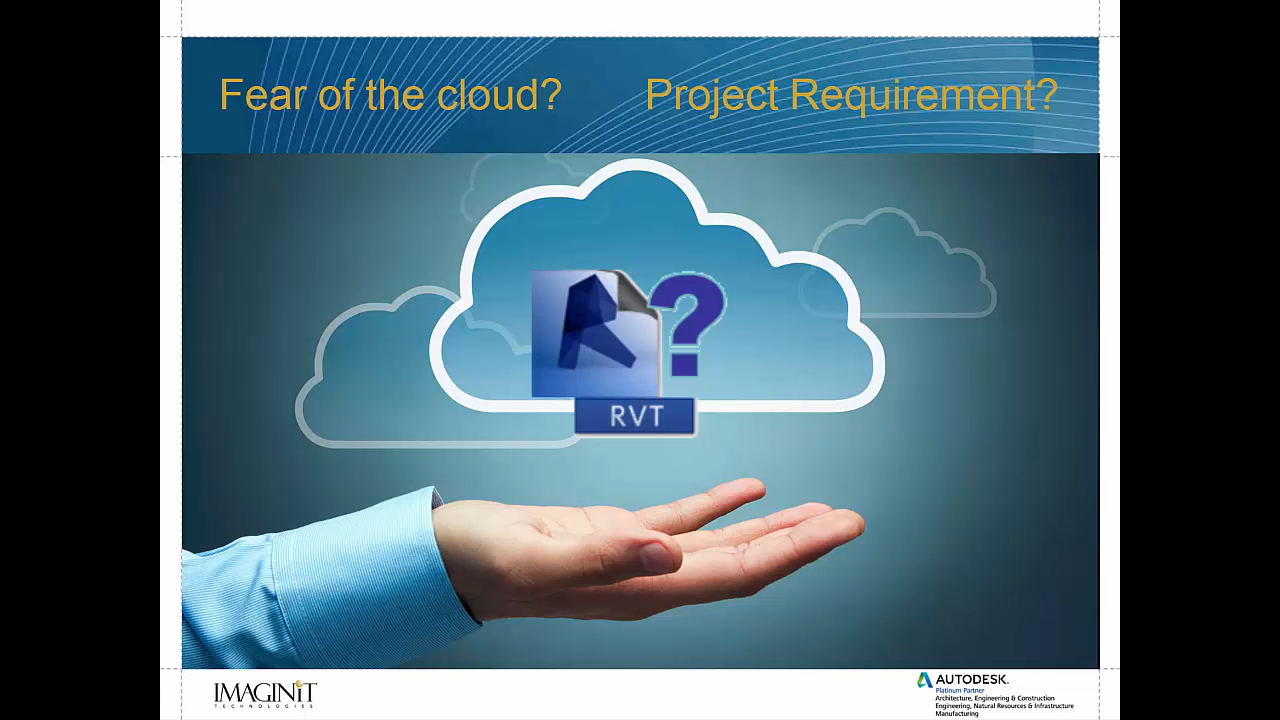 Fear of the cloud? Project Requirement?
?
RVT
IMAGINiT
TECHNOLOGIES
AUTODESK.
Platinum Partner
Architecture, Engineering & Construction
Engineering, Natural Resources & Infrastructure
Manufacturing